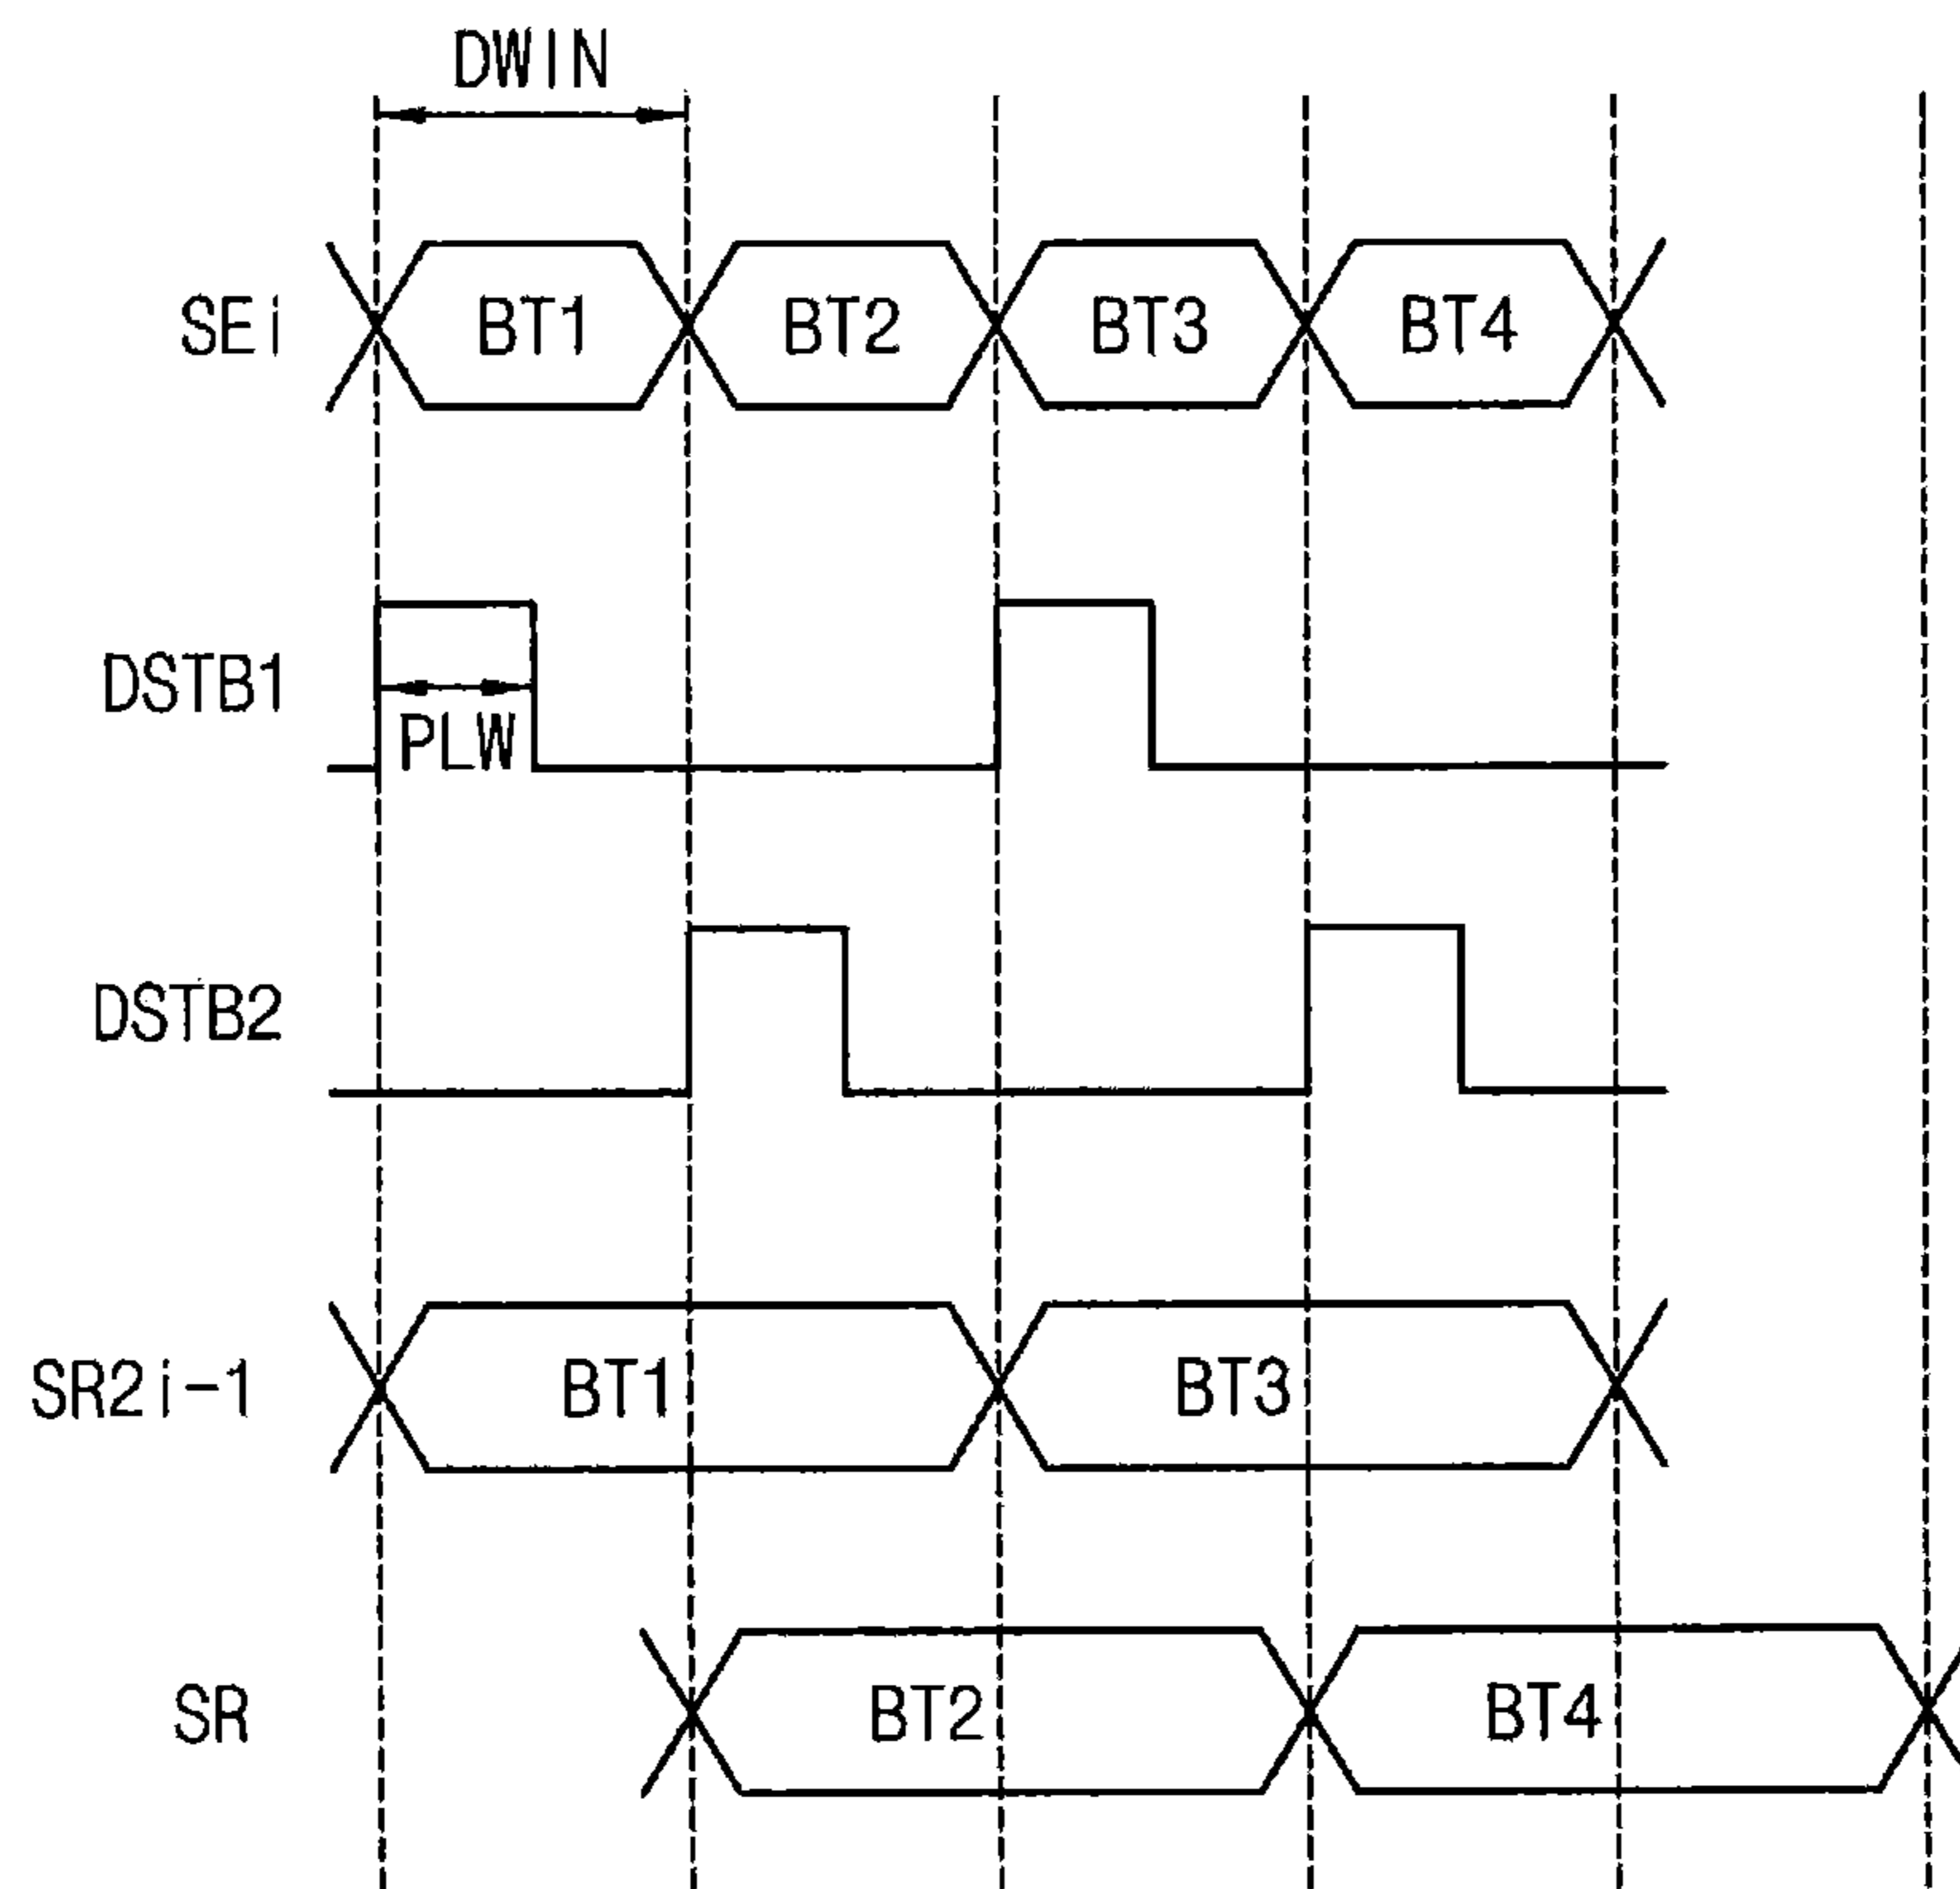 DWIN
SEi BT1 BT2 BT3 BT4
DSTB1
PLW
DSTB2
SR2i-1 BT1 BT3
SR BT2 BT4